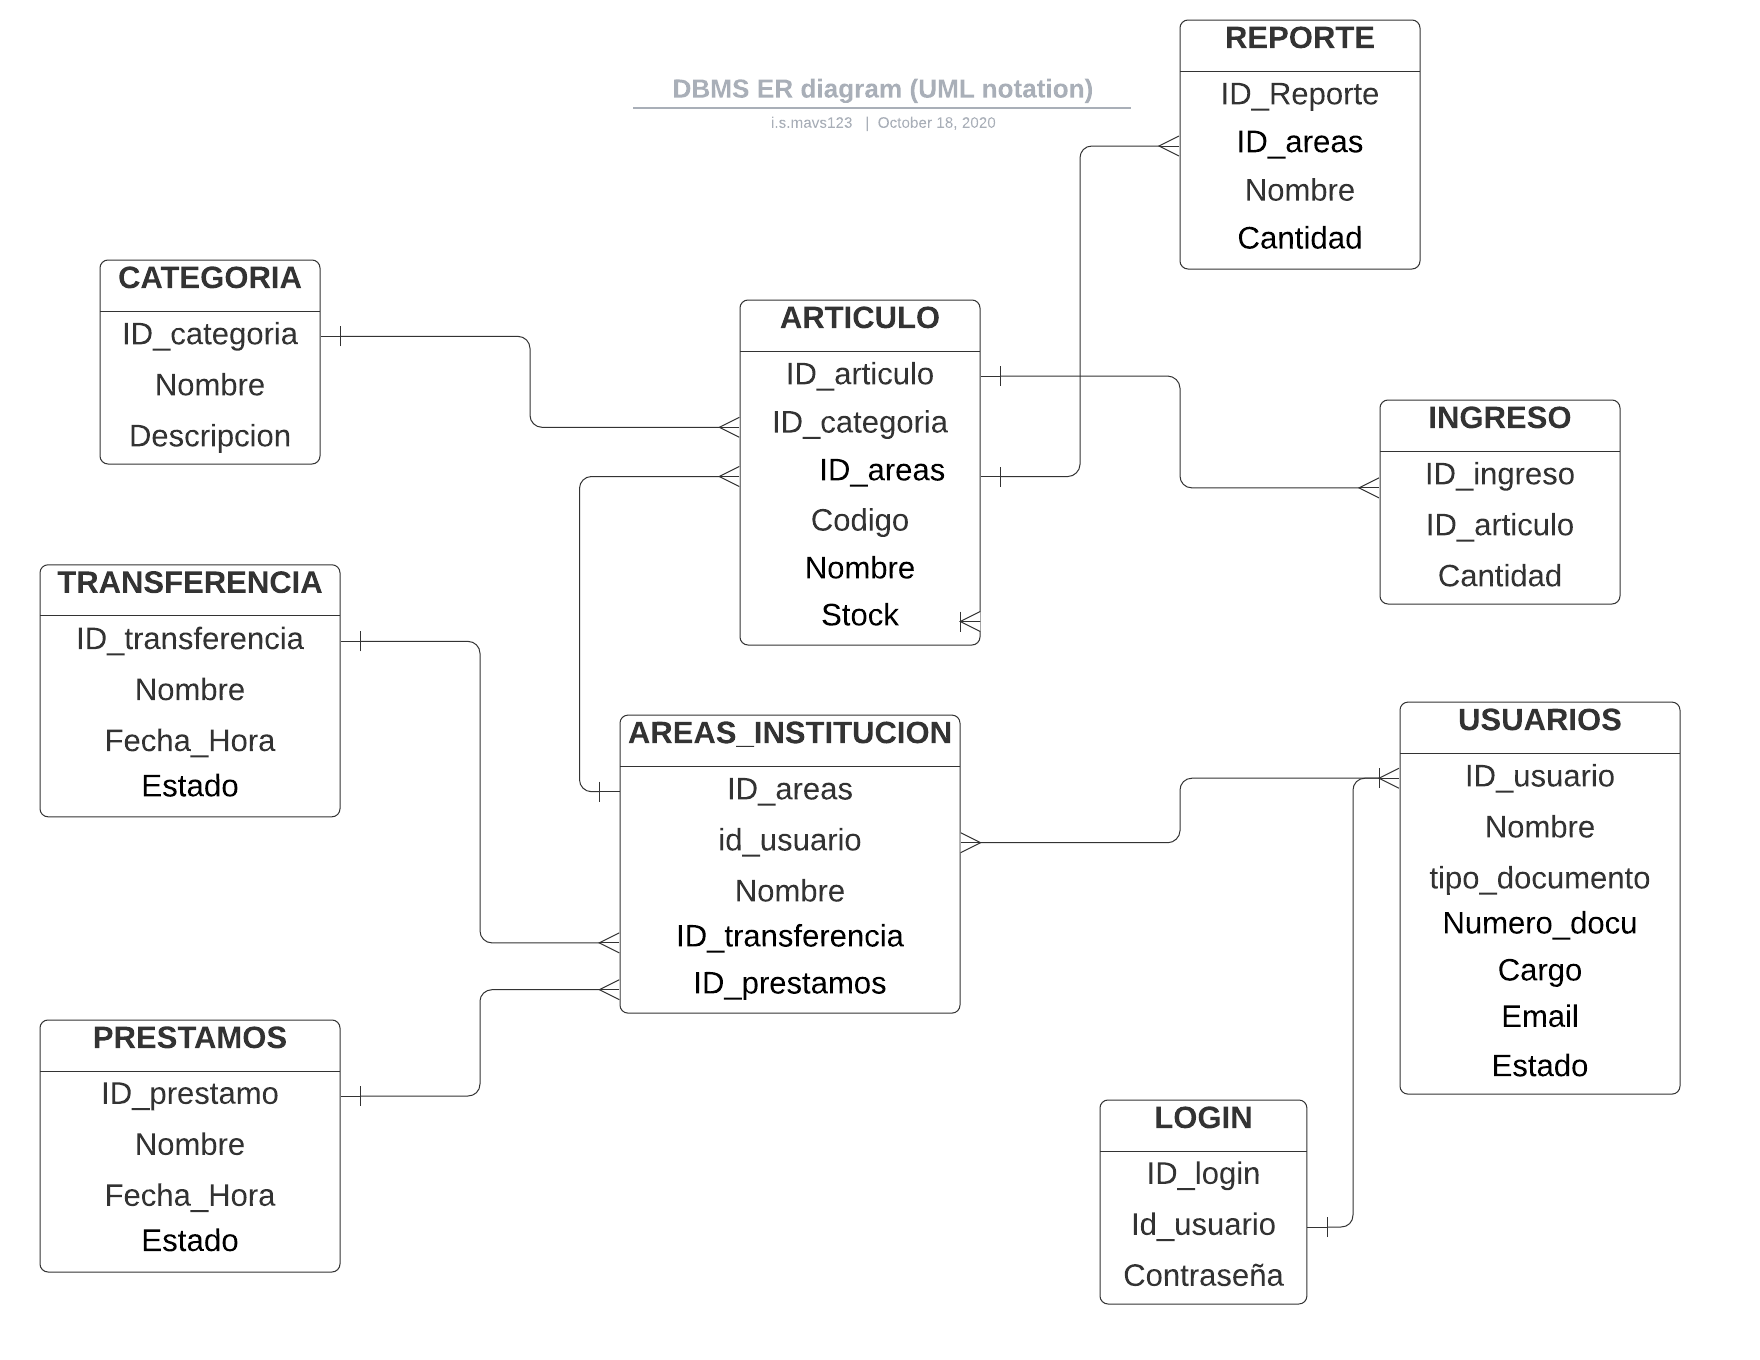 DBMS ER diagram (UML notation)
i.s.mavs123 | October 18, 2020
REPORTE
ID_Reporte
ID_areas
Nombre
Cantidad
CATEGORIA
ID_categoria
Nombre
Descripcion
ARTICULO
ID_articulo
ID_categoria
ID_areas
Codigo
Nombre
Stock
INGRESO
ID_ingreso
ID_articulo
Cantidad
TRANSFERENCIA
ID_transferencia
Nombre
Fecha_Hora
Estado
AREAS_INSTITUCION
ID_areas
id_usuario
Nombre
ID_transferencia
ID_prestamos
USUARIOS
ID_usuario
Nombre
tipo_documento
Numero_docu
Cargo
Email
Estado
PRESTAMOS
ID_prestamo
Nombre
Fecha_Hora
Estado
LOGIN
ID_login
Id_usuario
Contraseña